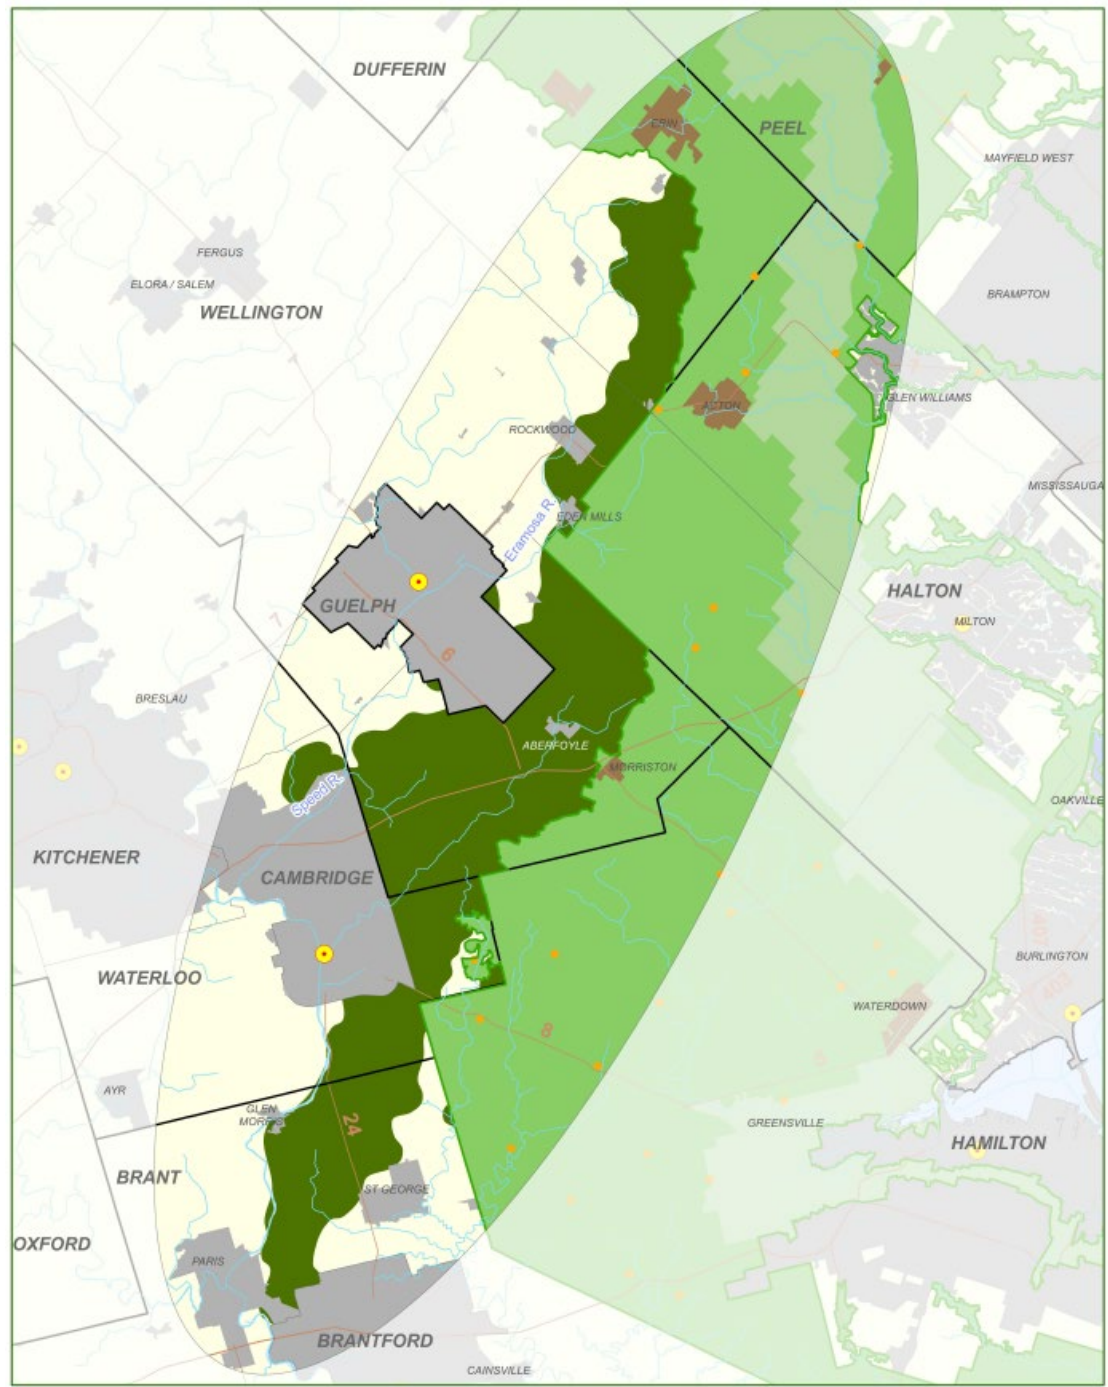 DUFFERIN
ERIN
PEEL
MAYFIELD WEST
FERGUS
ELORA / SALEM
WELLINGTON
BRAMPTON
ACTON
GLEN WILLIAMS
ROCKWOOD
MISSISSAUGA
EDEN MILLS
Eramosa R.
GUELPH
HALTON
MILTON
7
6
BRESLAU
ABERFOYLE
MORRISTON
Speed R.
OAKVILLE
KITCHENER
CAMBRIDGE
BURLINGTON
WATERLOO
403
WATERDOWN
8
6
AYR
GLEN
MORRIS
24
GREENSVILLE
HAMILTON
BRANT
ST GEORGE
OXFORD
PARIS
BRANTFORD
CAINSVILLE